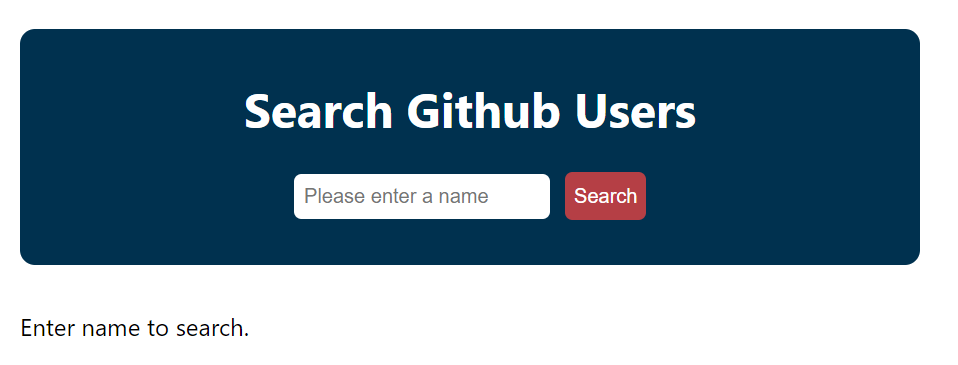 Search Github Users
Please enter a name
Search
Enter name to search.